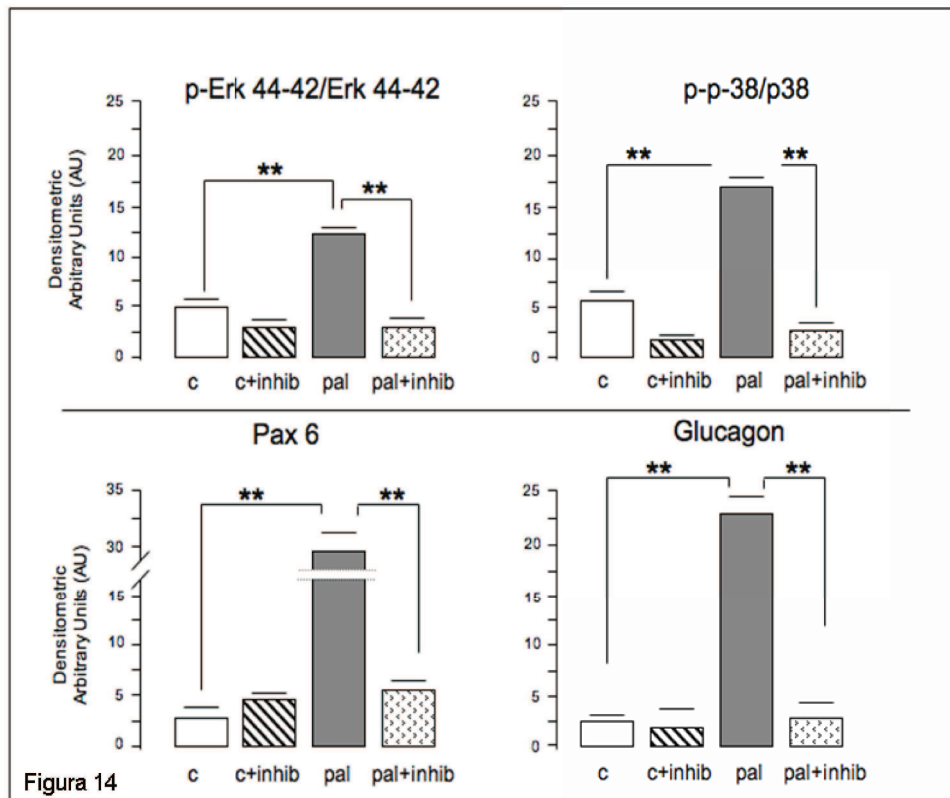 p-Erk 44-42/Erk 44-42
Densitometric
Arbitrary Units (AU)
25
20
15
10
5
0
**
**
c
c+inhib
pal
pal+inhib
p-p-38/p38
25
20
15
10
5
0
**
**
c
c+inhib
pal
pal+inhib
Pax 6
Densitometric
Arbitrary Units (AU)
35
30
15
10
5
0
**
**
c
c+inhib
pal
pal+inhib
Glucagon
25
20
15
10
5
0
**
**
c
c+inhib
pal
pal+inhib
Figura 14